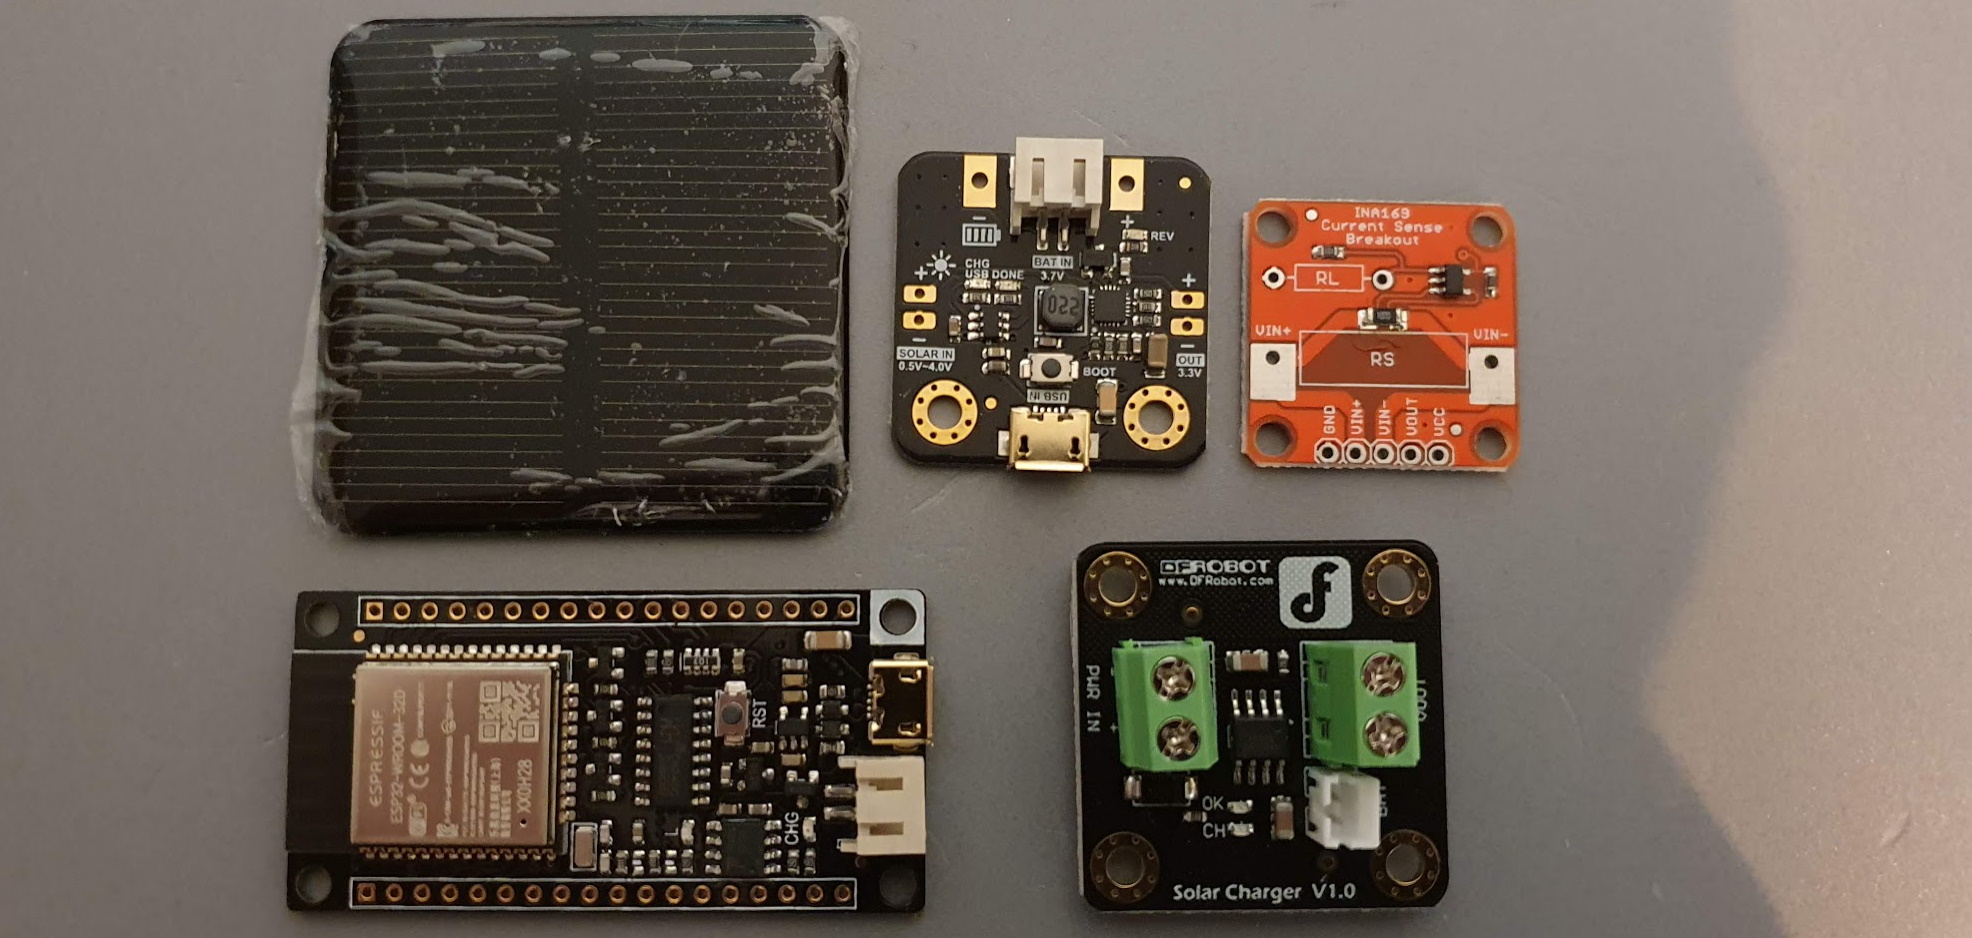 BAT IN
3.7V
REV
CHG
USB DONE
022
SOLAR IN
0.5V~4.0V
BOOT
OUT
3.3V
USB IN
INA169
Current Sense
Breakout
RL
VIN+
VIN-
RS
GND
VIN+
VIN-
VOUT
VCC
ESPRESSIF
ESP32-WROOM-32D
CE
XX0H28
RST
CHG
L
DFROBOT
www.DFRobot.com
PWR IN
+
OK
CH
Solar Charger V1.0